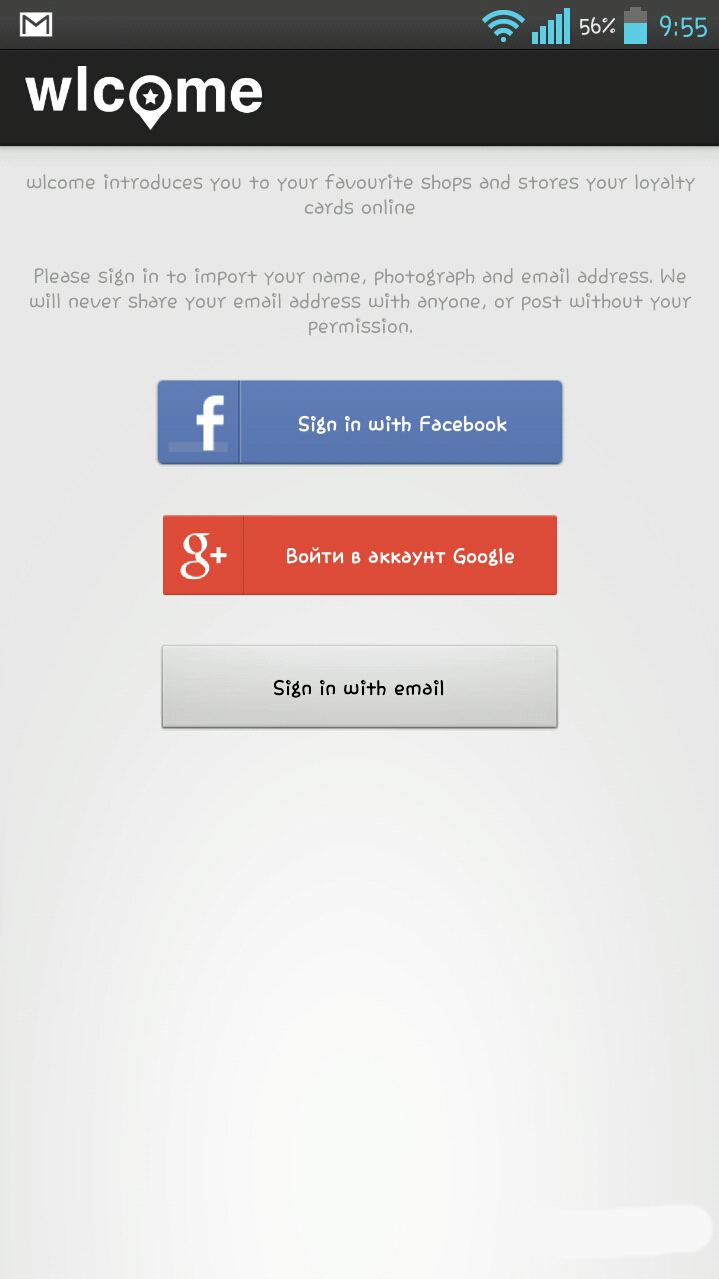 56% 9:55
wlcome
wlcome introduces you to your favourite shops and stores your loyalty
cards online
Please sign in to import your name, photograph and email address. We
will never share your email address with anyone, or post without your
permission.
f Sign in with Facebook
g+ Войти в аккаунт Google
Sign in with email